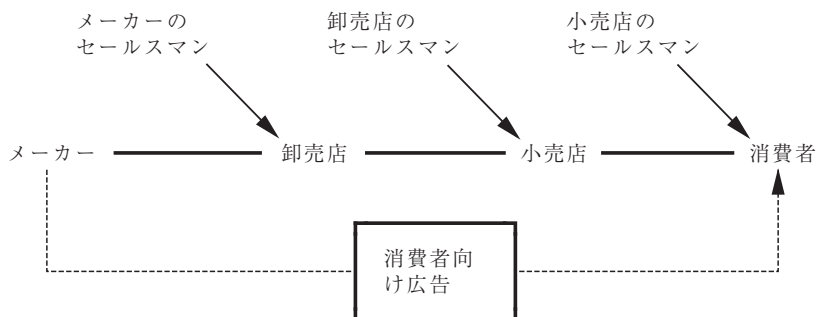 メーカーの
セールスマン
卸売店の
セールスマン
小売店の
セールスマン
メーカー
卸売店
小売店
消費者
消費者向
け広告